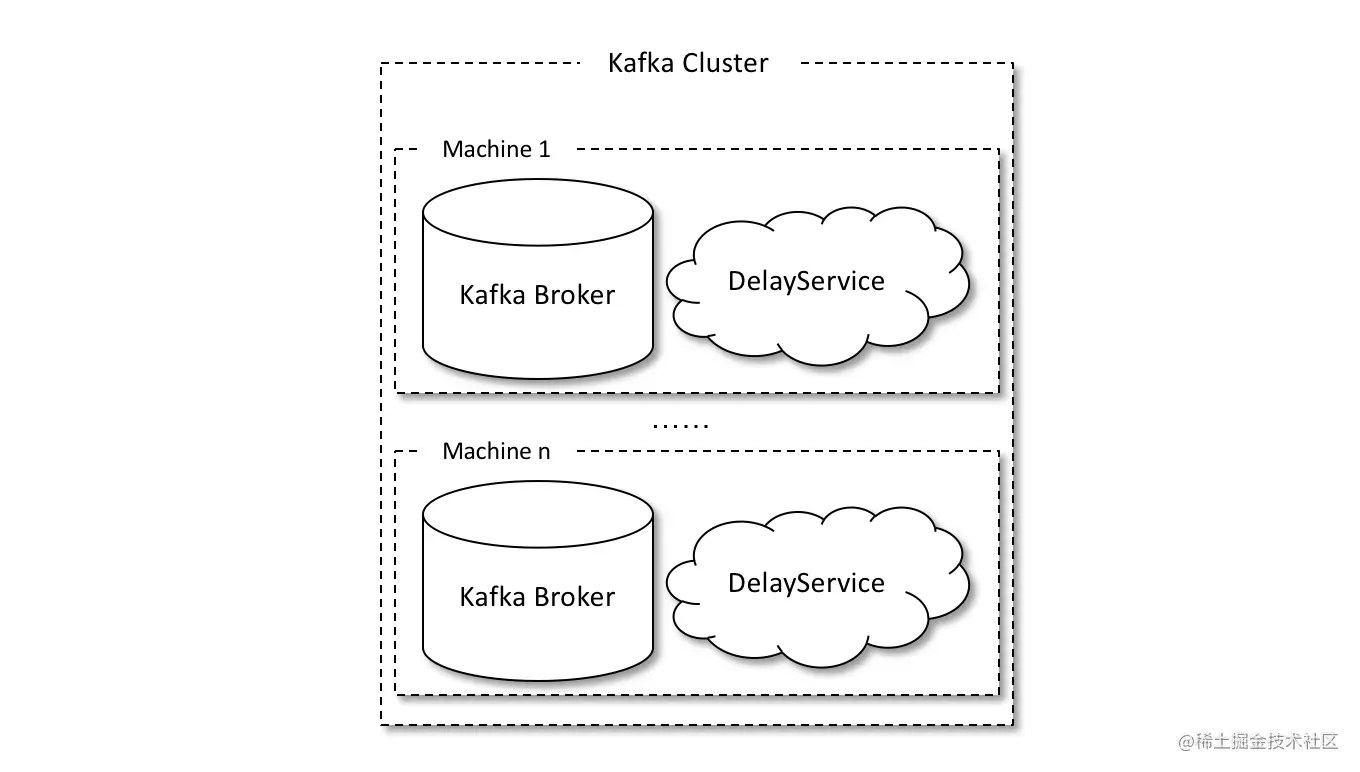 Kafka Cluster
Machine 1
Kafka Broker
DelayService
......
Machine n
Kafka Broker
DelayService
@稀土掘金技术社区